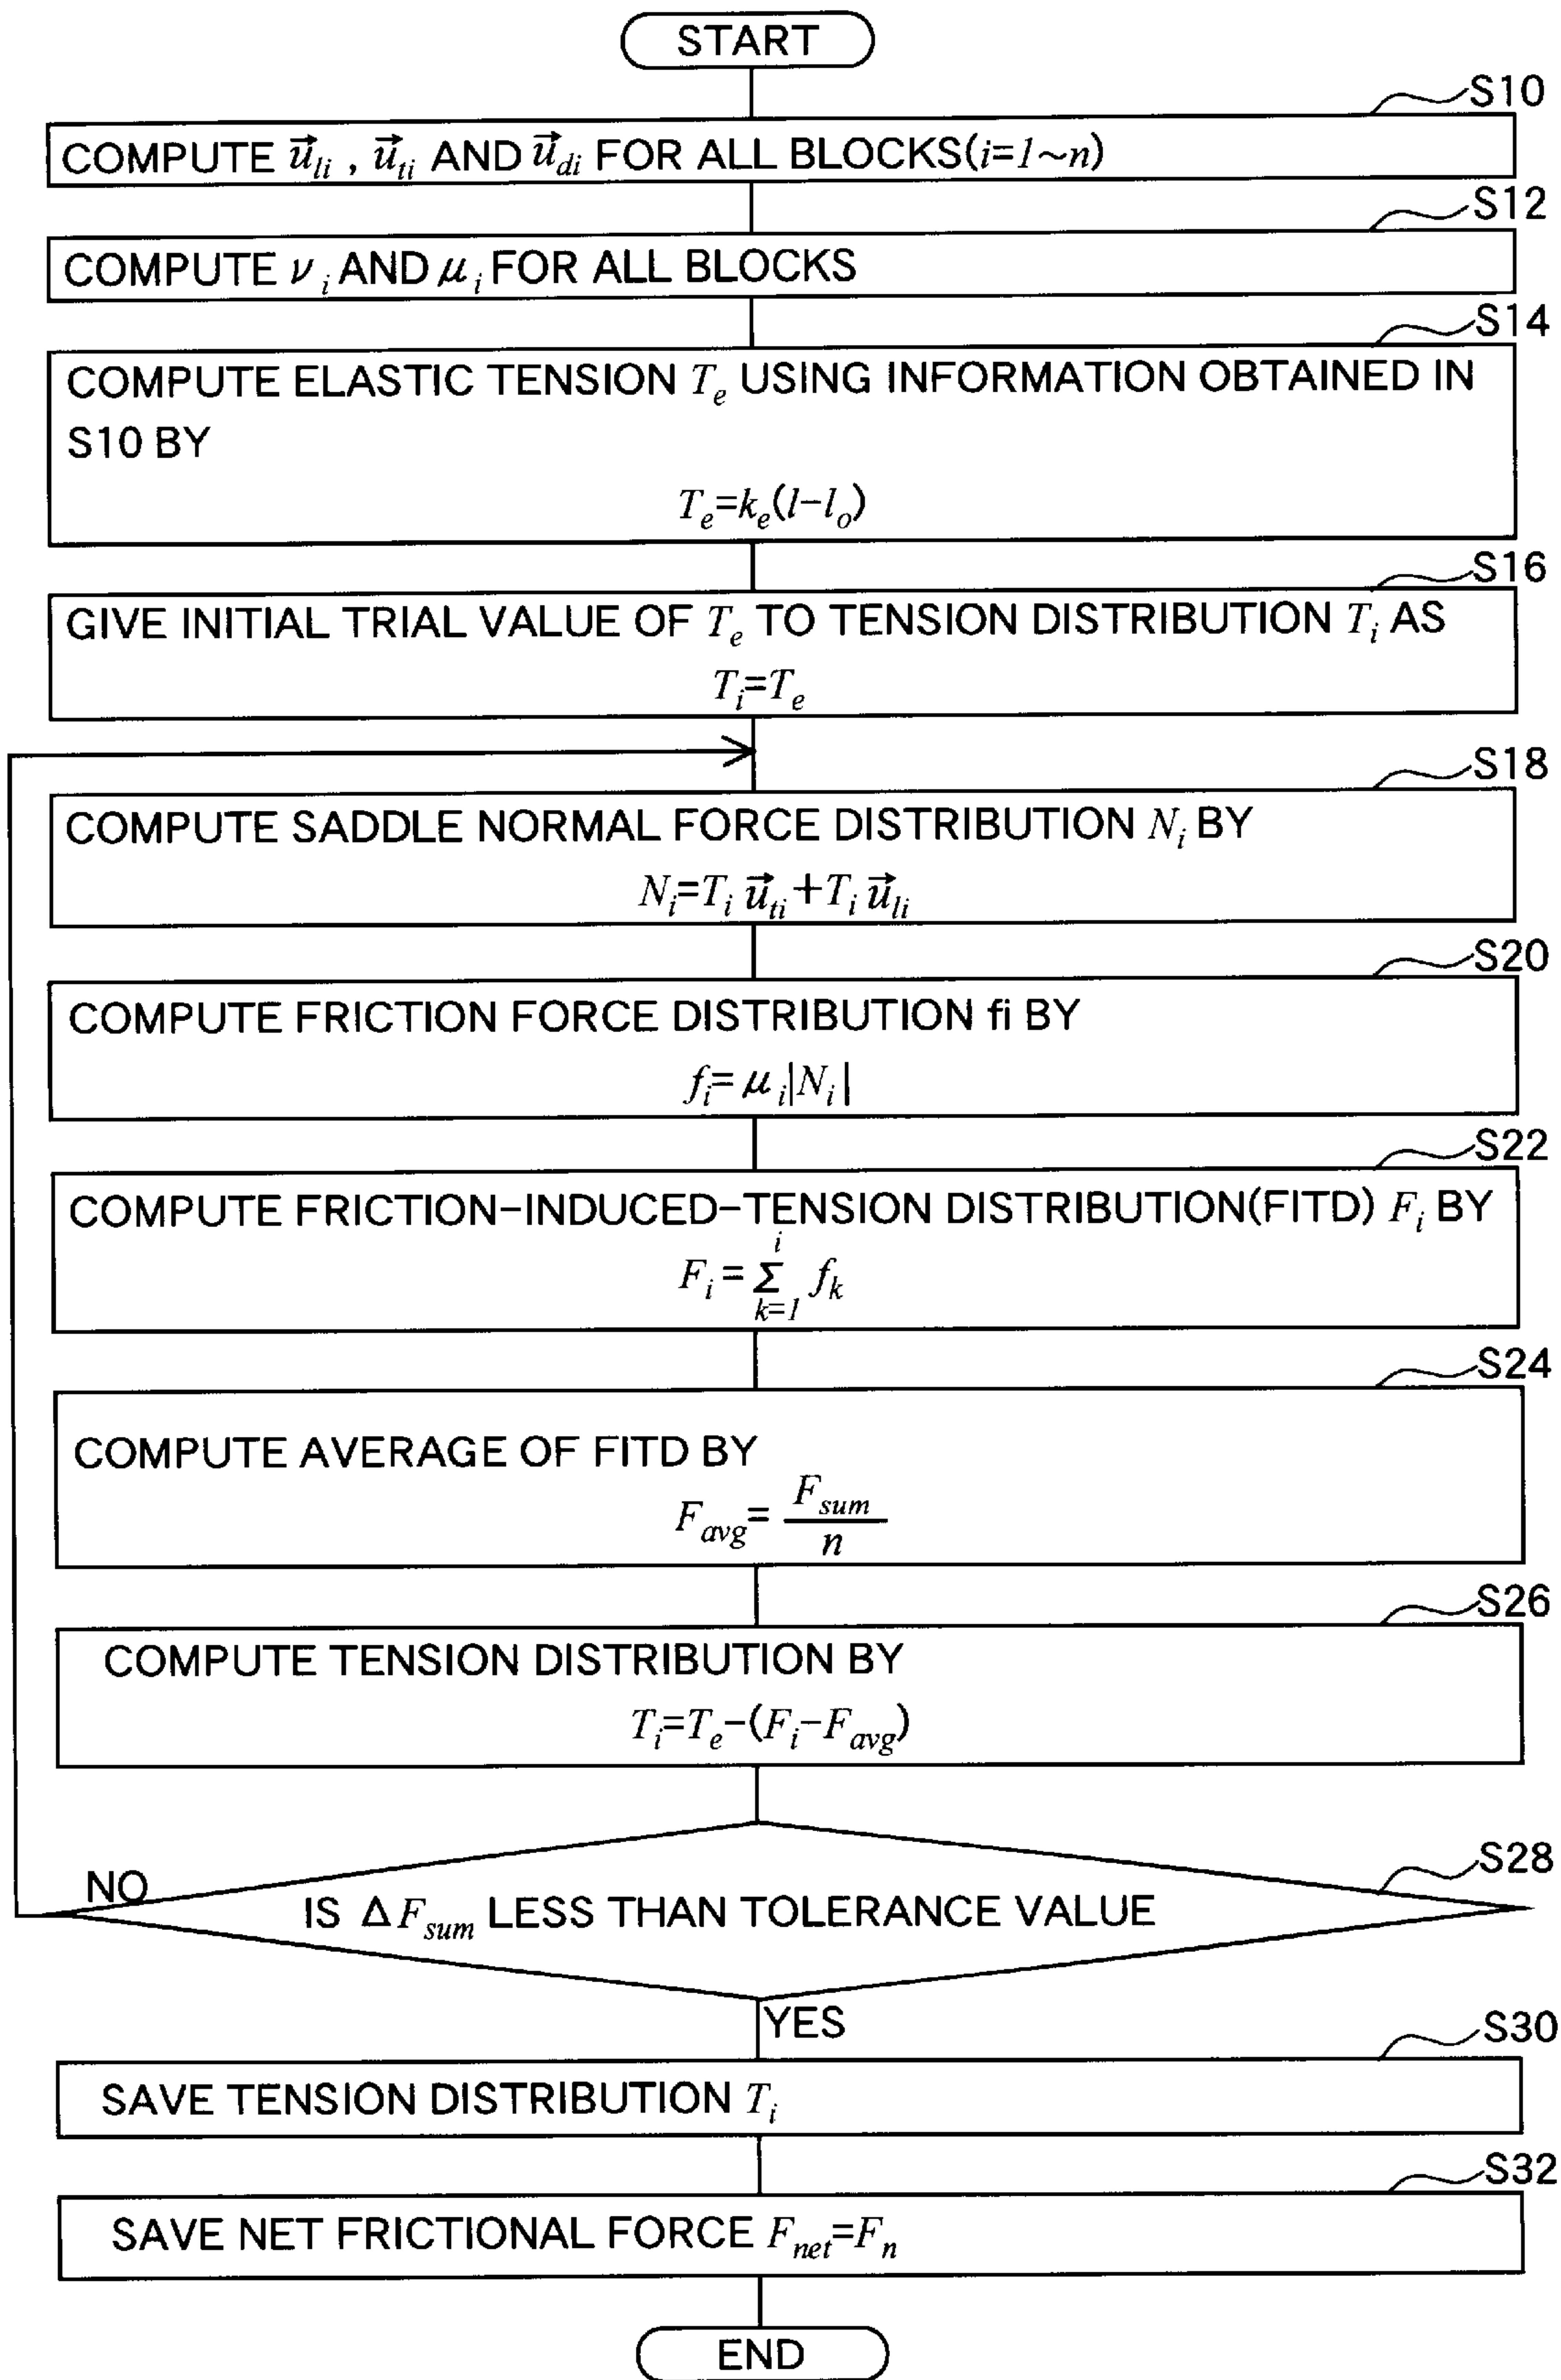 START
S10
COMPUTE u⃗li , u⃗ti AND u⃗di FOR ALL BLOCKS(i=1~n)
S12
COMPUTE νi AND μi FOR ALL BLOCKS
S14
COMPUTE ELASTIC TENSION Te USING INFORMATION OBTAINED IN
S10 BY
Te=ke(l-lo)
S16
GIVE INITIAL TRIAL VALUE OF Te TO TENSION DISTRIBUTION Ti AS
Ti=Te
S18
COMPUTE SADDLE NORMAL FORCE DISTRIBUTION Ni BY
Ni=Ti u⃗ti+Ti u⃗li
S20
COMPUTE FRICTION FORCE DISTRIBUTION fi BY
fi=μi|Ni|
S22
COMPUTE FRICTION-INDUCED-TENSION DISTRIBUTION(FITD) Fi BY
Fi = Σ_{k=1}^{i} fk
S24
COMPUTE AVERAGE OF FITD BY
Favg= Fsum/n
S26
COMPUTE TENSION DISTRIBUTION BY
Ti=Te-(Fi-Favg)
S28
NO
IS ΔFsum LESS THAN TOLERANCE VALUE
YES
S30
SAVE TENSION DISTRIBUTION Ti
S32
SAVE NET FRICTIONAL FORCE Fnet=Fn
END